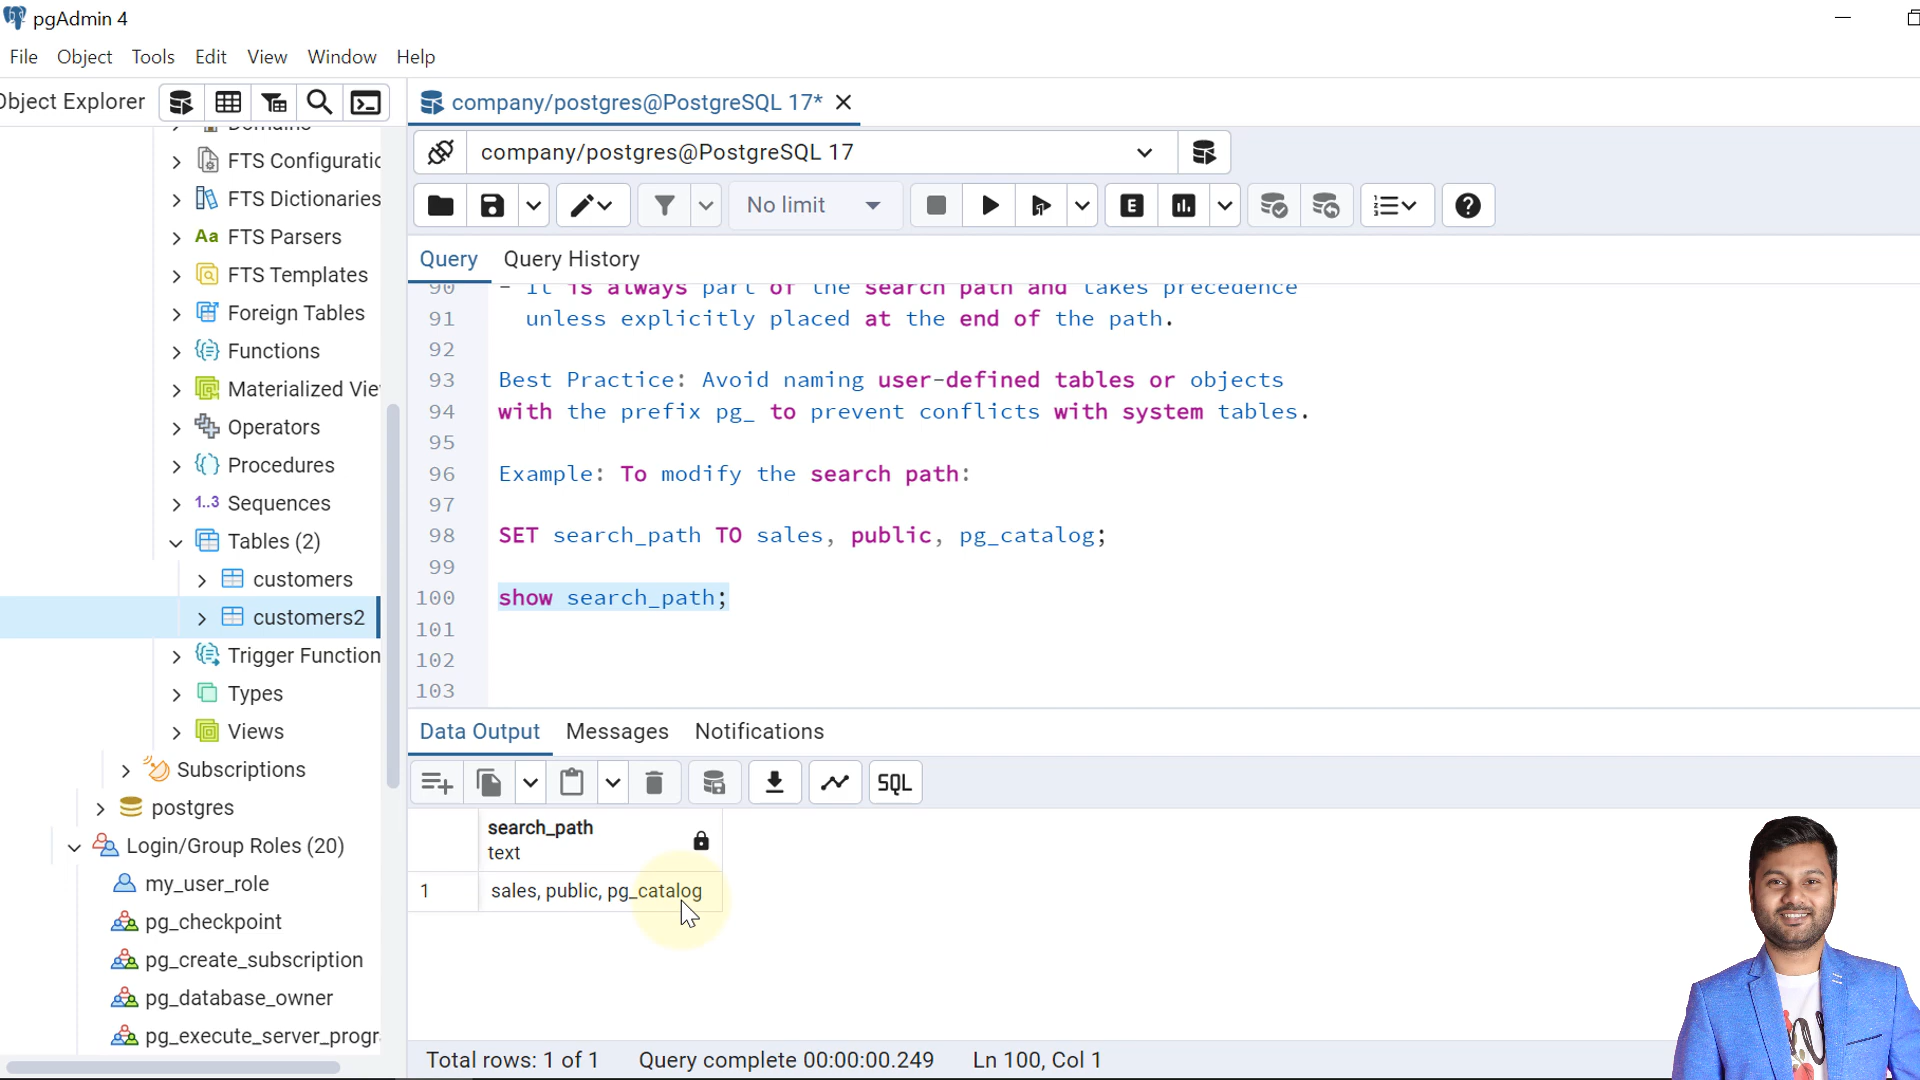 pgAdmin 4
File Object Tools Edit View Window Help
Object Explorer
Domains
FTS Configuratic
FTS Dictionaries
Aa FTS Parsers
FTS Templates
Foreign Tables
Functions
Materialized Vie
Operators
Procedures
1..3 Sequences
Tables (2)
customers
customers2
Trigger Function
Types
Views
Subscriptions
postgres
Login/Group Roles (20)
my_user_role
pg_checkpoint
pg_create_subscription
pg_database_owner
pg_execute_server_progr
company/postgres@PostgreSQL 17*
company/postgres@PostgreSQL 17
No limit
E
Query Query History
90 - It is always part of the search path and takes precedence
91 unless explicitly placed at the end of the path.
92
93 Best Practice: Avoid naming user-defined tables or objects
94 with the prefix pg_ to prevent conflicts with system tables.
95
96 Example: To modify the search path:
97
98 SET search_path TO sales, public, pg_catalog;
99
100 show search_path;
101
102
103
Data Output Messages Notifications
SQL
search_path
text
1 sales, public, pg_catalog
Total rows: 1 of 1 Query complete 00:00:00.249 Ln 100, Col 1